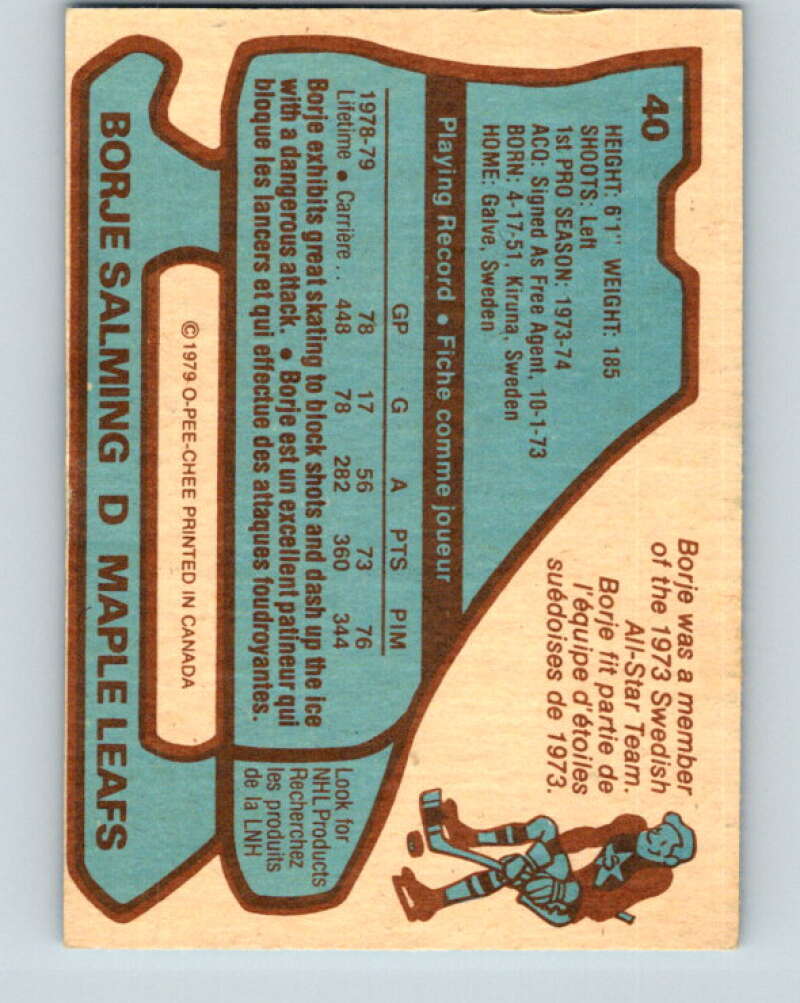 40
HEIGHT: 6'1" WEIGHT: 185
SHOOTS: Left
1st PRO SEASON: 1973-74
ACQ: Signed As Free Agent, 10-1-73
BORN: 4-17-51, Kiruna, Sweden
HOME: Galve, Sweden
Borje was a member
of the 1973 Swedish
All-Star Team.
Borje fit partie de
l'équipe d'étoiles
suédoises de 1973.
S
Playing Record • Fiche comme joueur
GP G A PTS PIM
1978-79 78 17 56 73 76
Lifetime • Carrière .. 448 78 282 360 344
Borje exhibits great skating to block shots and dash up the ice
with a dangerous attack. • Borje est un excellent patineur qui
bloque les lancers et qui effectue des attaques foudroyantes.
Look for
NHL Products
Recherchez
les produits
de la LNH
©1979 O-PEE-CHEE PRINTED IN CANADA
BORJE SALMING D MAPLE LEAFS